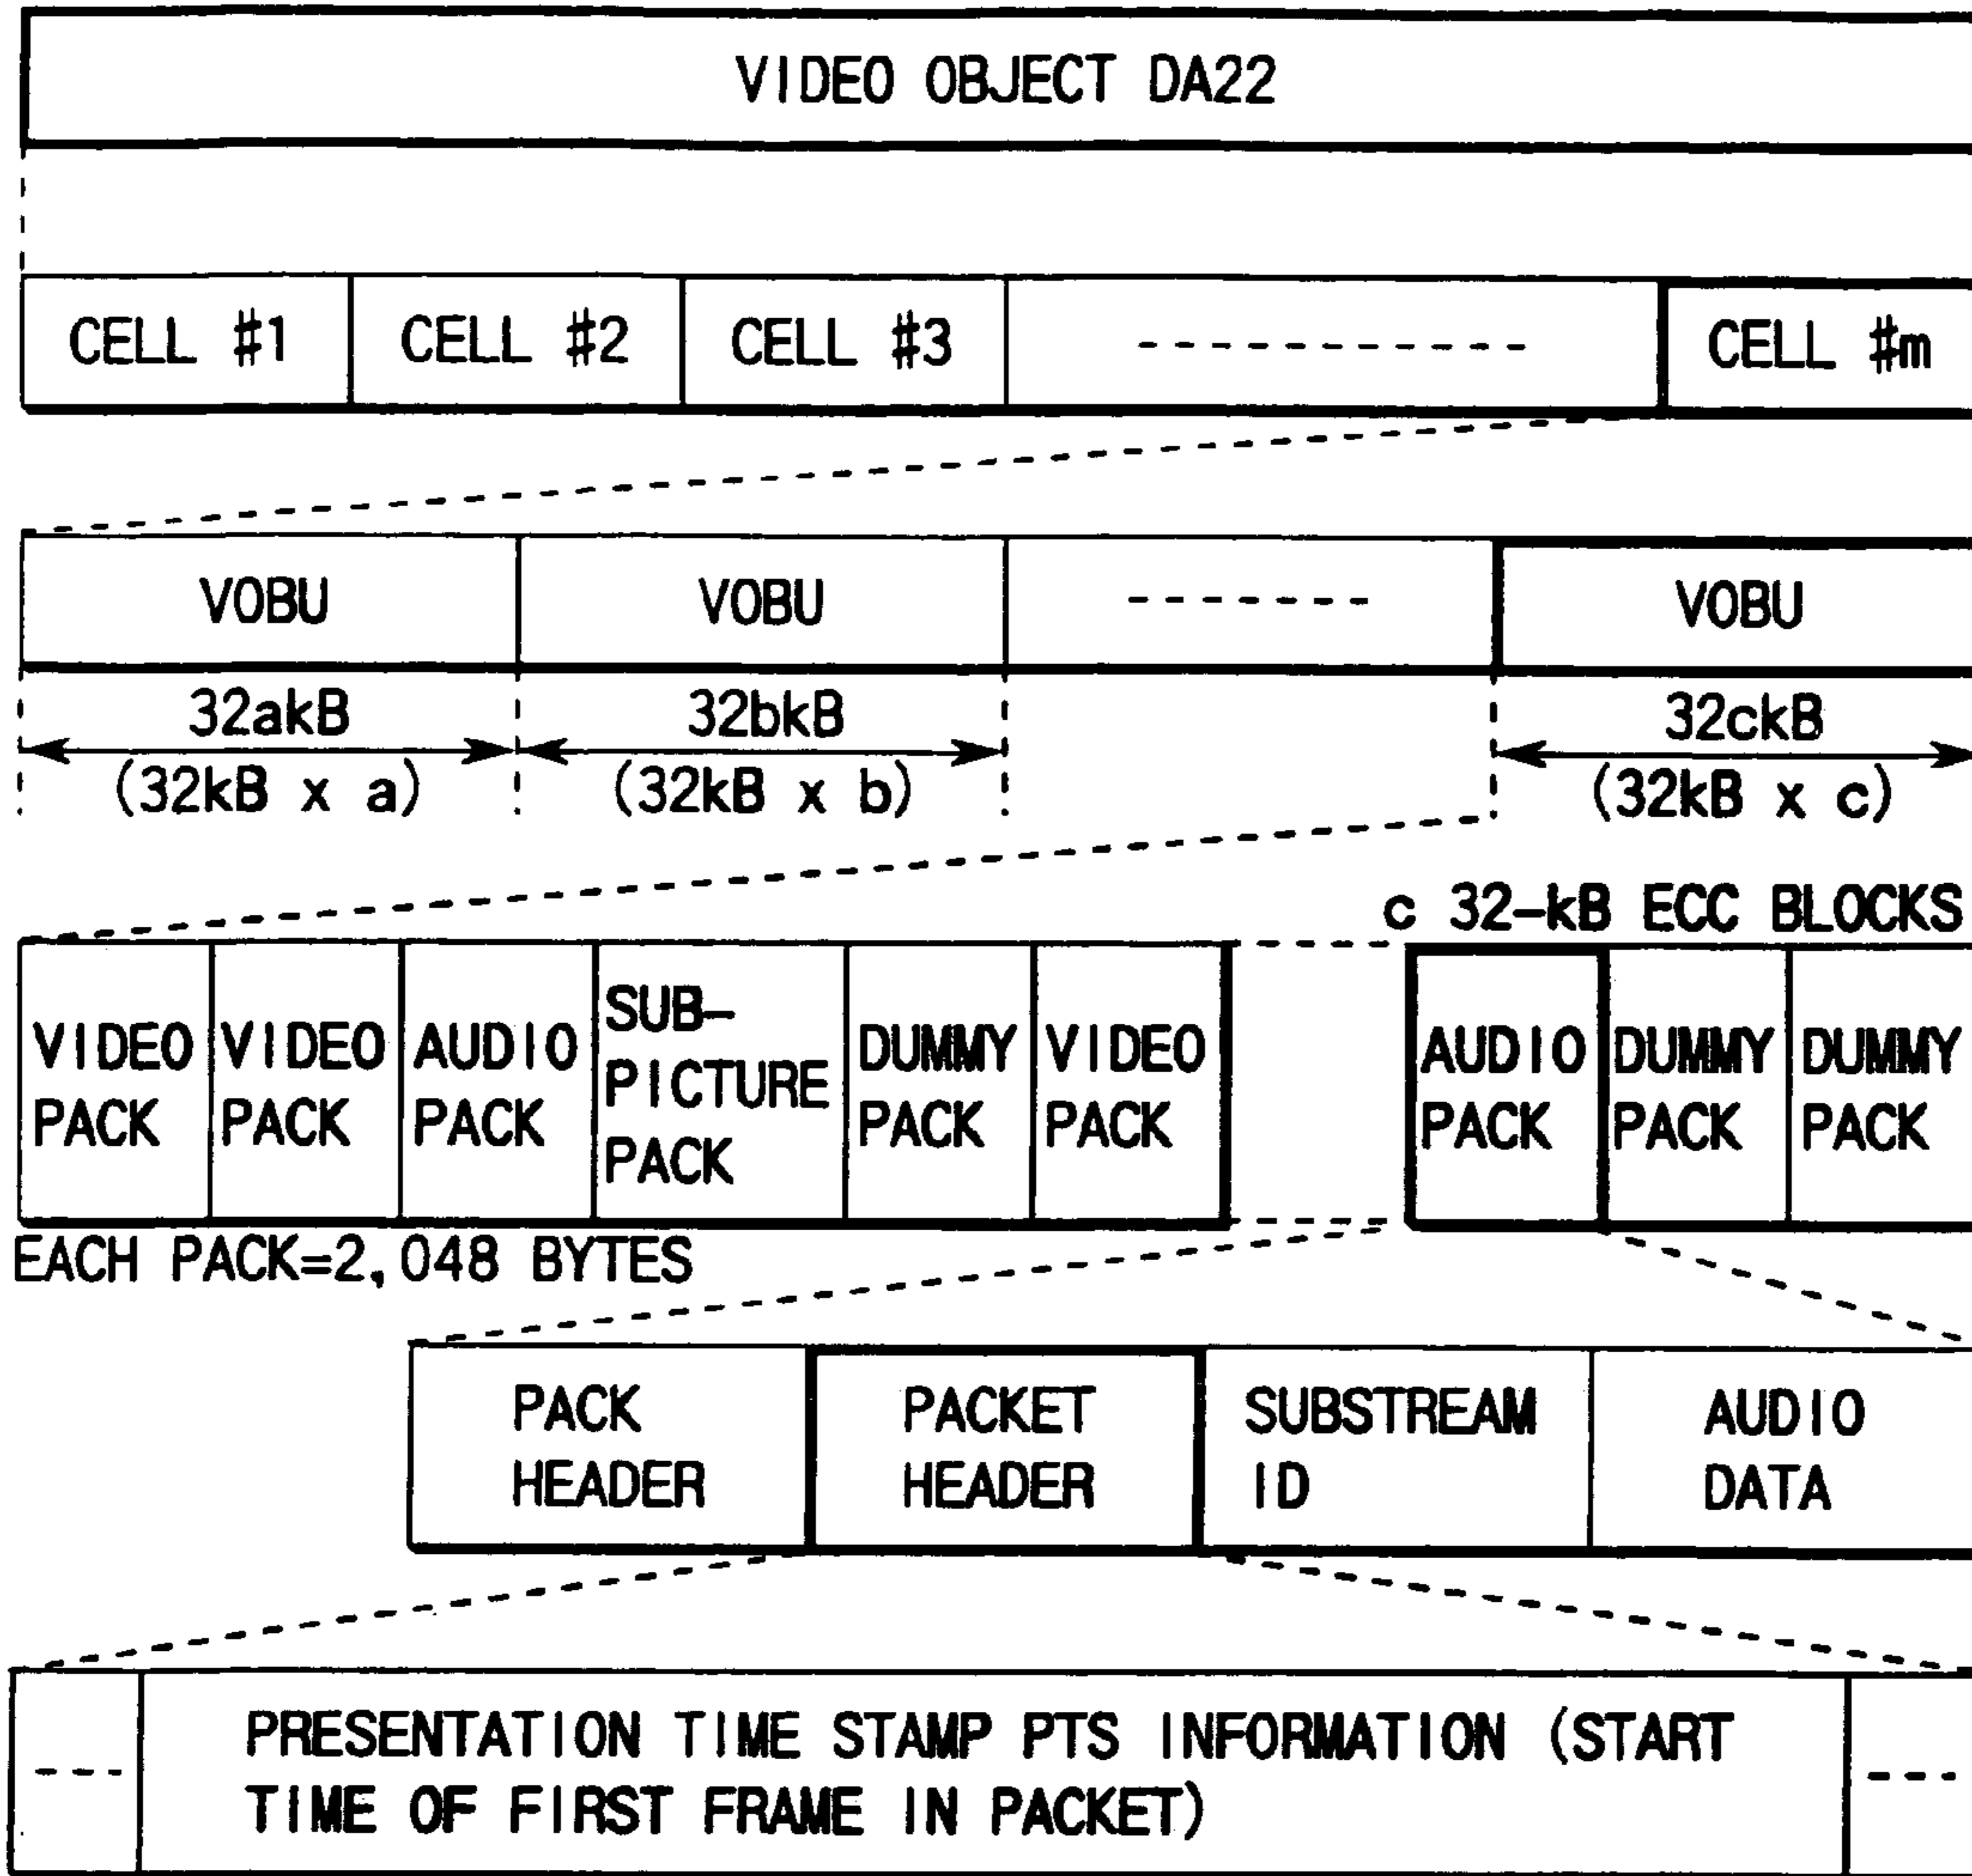 VIDEO OBJECT DA22
CELL #1 CELL #2 CELL #3 ------------ CELL #m
VOBU VOBU ------- VOBU
32akB 32bkB 32ckB
(32kB x a) (32kB x b) (32kB x c)
c 32-kB ECC BLOCKS
VIDEO PACK
VIDEO PACK
AUDIO PACK
SUB-
PICTURE
PACK
DUMMY PACK
VIDEO PACK
AUDIO PACK
DUMMY PACK
DUMMY PACK
EACH PACK=2,048 BYTES
PACK
HEADER
PACKET
HEADER
SUBSTREAM
ID
AUDIO
DATA
--- PRESENTATION TIME STAMP PTS INFORMATION (START
TIME OF FIRST FRAME IN PACKET) ---